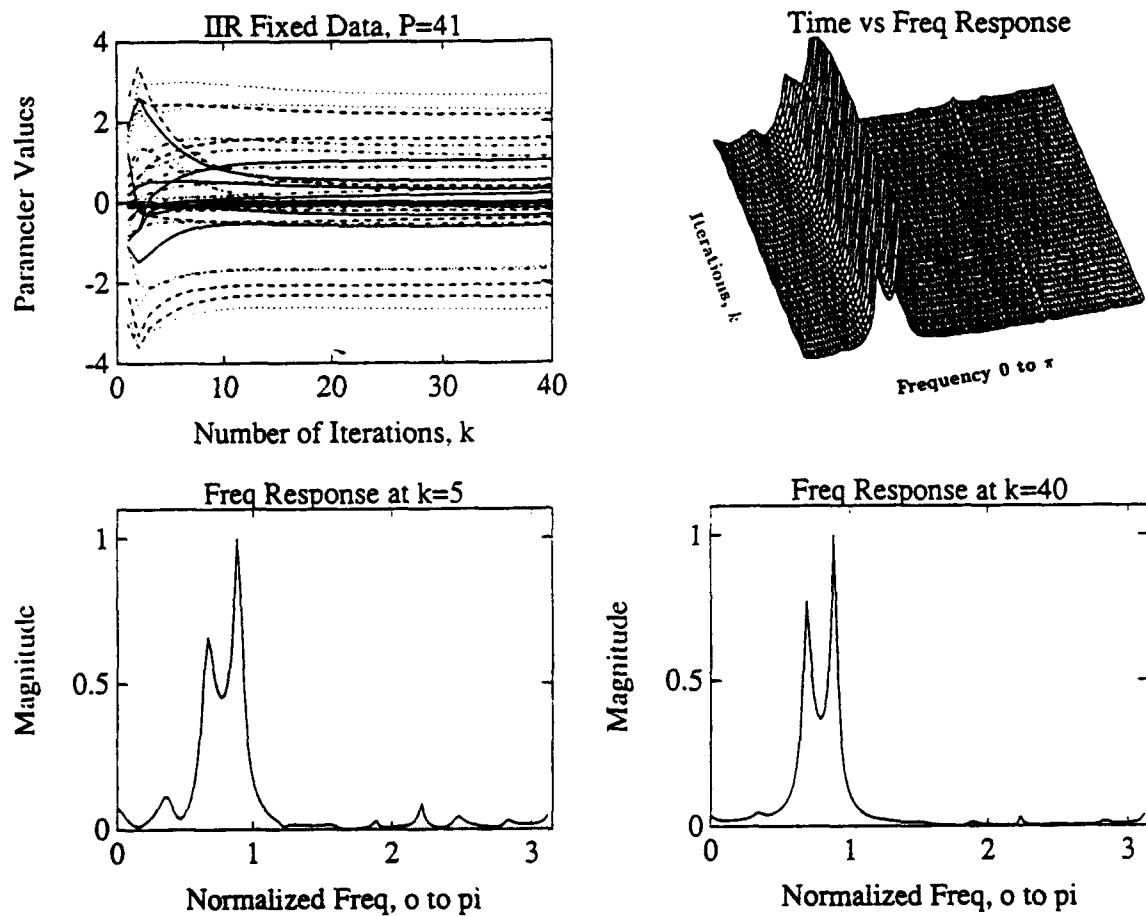 IIR Fixed Data, P=41
4
2
0
-2
-4
Parameter Values
0
10
20
30
40
Number of Iterations, k
Time vs Freq Response
Iterations, k
Frequency 0 to π
Freq Response at k=5
1
0.5
0
Magnitude
0
1
2
3
Normalized Freq, o to pi
Freq Response at k=40
1
0.5
0
Magnitude
0
1
2
3
Normalized Freq, o to pi